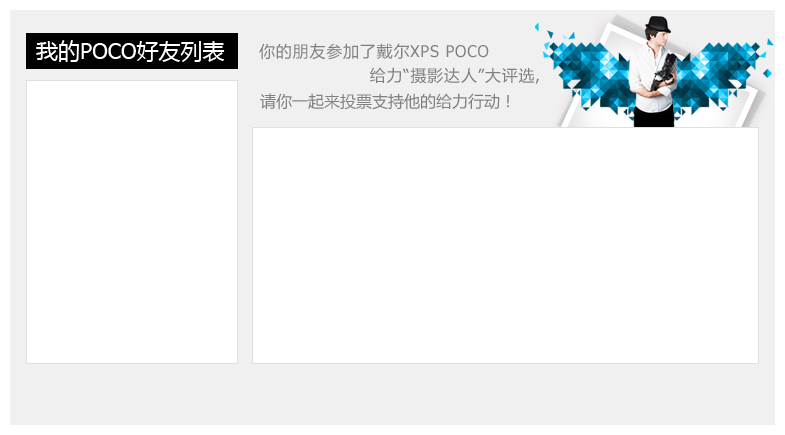 我的POCO好友列表
你的朋友参加了戴尔XPS POCO
给力“摄影达人”大评选,
请你一起来投票支持他的给力行动！